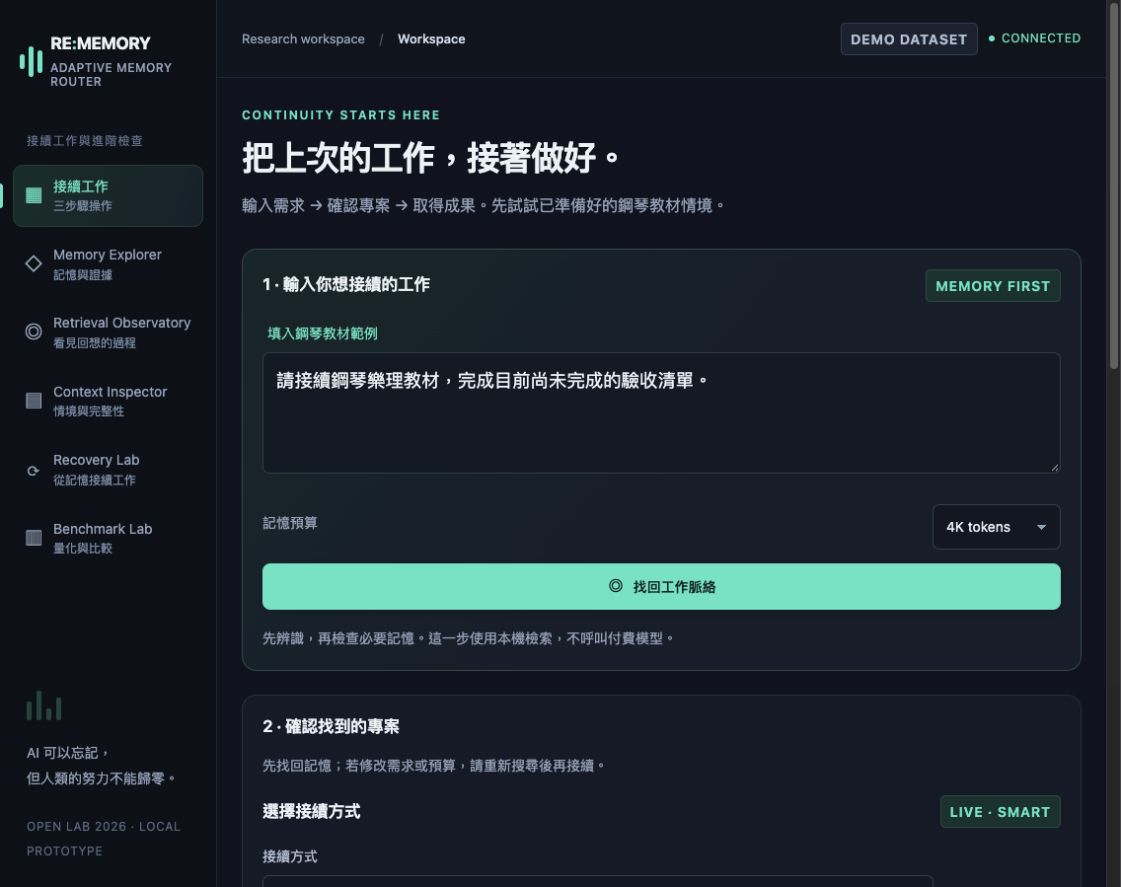 RE:MEMORY
ADAPTIVE MEMORY
ROUTER
接續工作與進階檢查
接續工作
三步驟操作
Memory Explorer
記憶與證據
Retrieval Observatory
看見回想的過程
Context Inspector
情境與完整性
Recovery Lab
從記憶接續工作
Benchmark Lab
量化與比較
AI 可以忘記，
但人類的努力不能歸零。
OPEN LAB 2026 · LOCAL
PROTOTYPE
Research workspace / Workspace
DEMO DATASET
CONNECTED
CONTINUITY STARTS HERE
把上次的工作，接著做好。
輸入需求 → 確認專案 → 取得成果。先試試已準備好的鋼琴教材情境。
1 · 輸入你想接續的工作
MEMORY FIRST
填入鋼琴教材範例
請接續鋼琴樂理教材，完成目前尚未完成的驗收清單。
記憶預算
4K tokens
找回工作脈絡
先辨識，再檢查必要記憶。這一步使用本機檢索，不呼叫付費模型。
2 · 確認找到的專案
先找回記憶；若修改需求或預算，請重新搜尋後再接續。
選擇接續方式
LIVE · SMART
接續方式